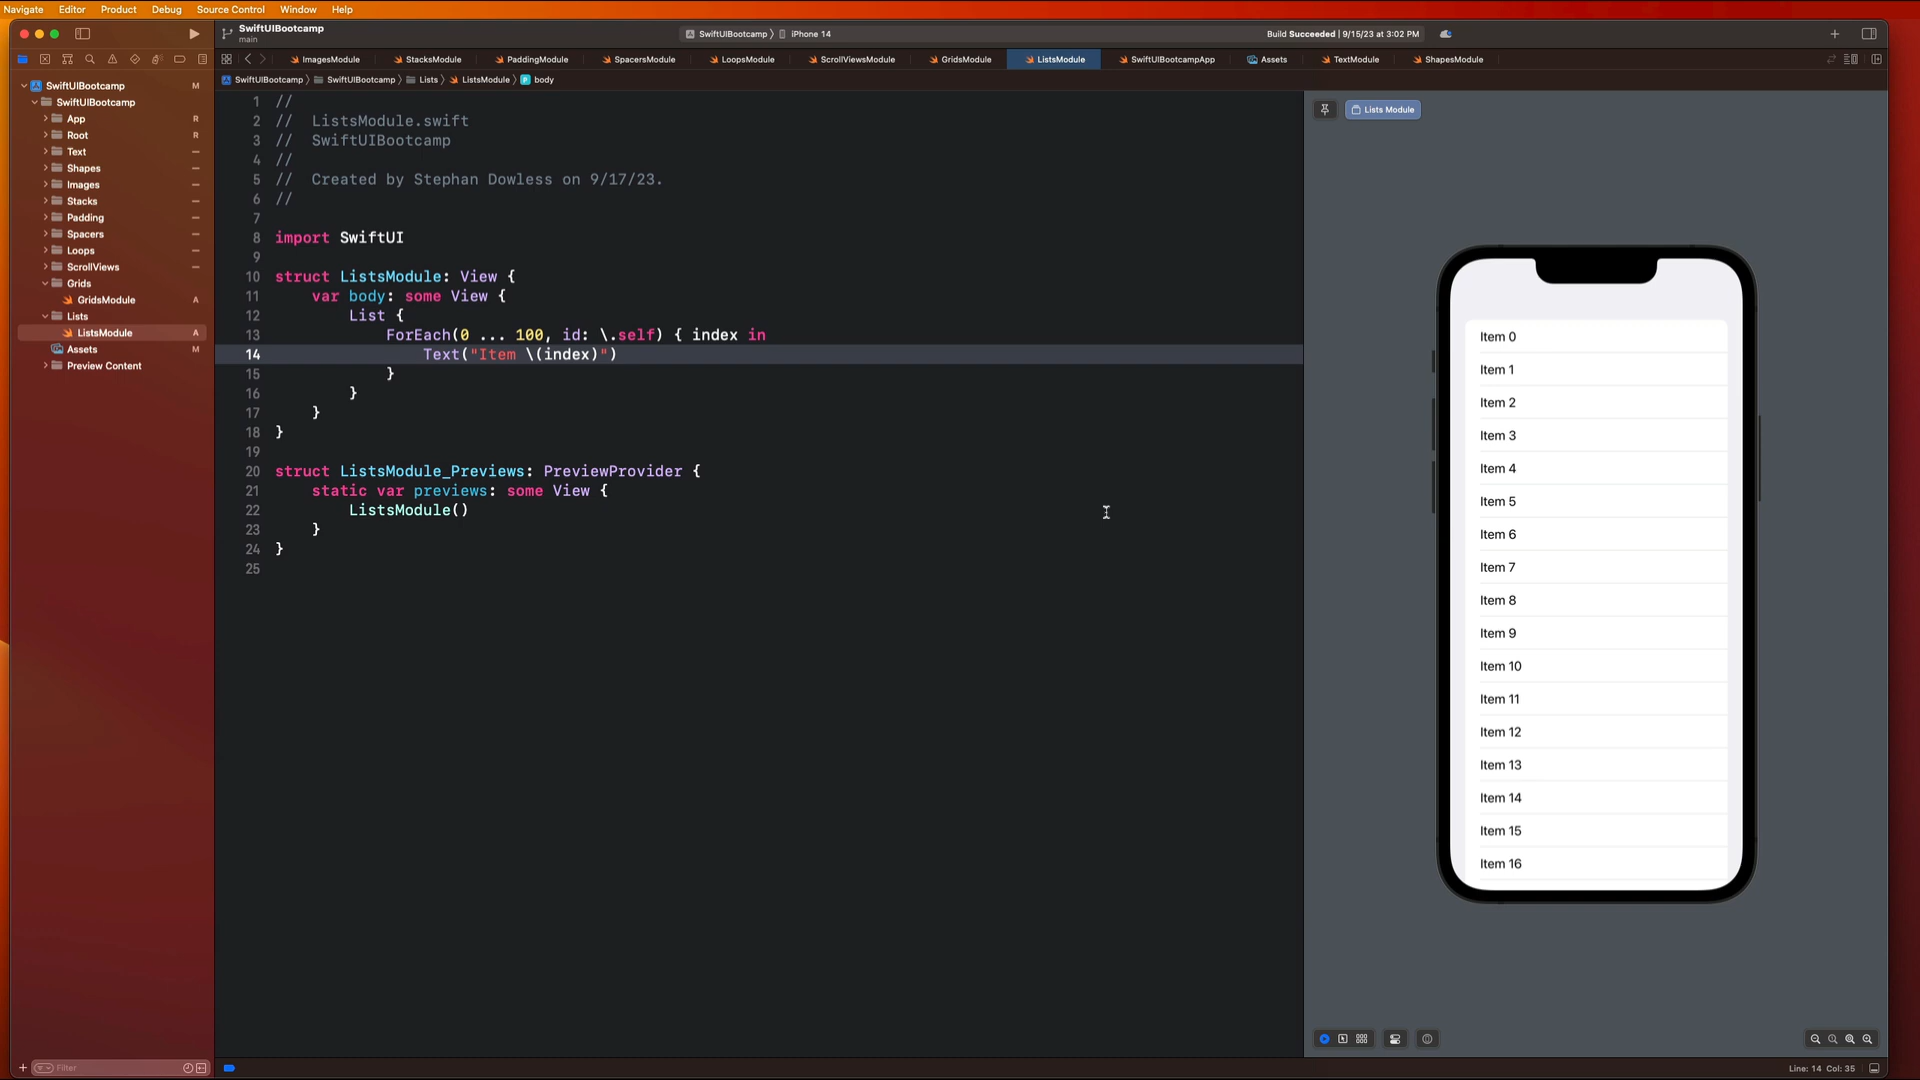 Navigate Editor Product Debug Source Control Window Help
SwiftUIBootcamp
main
SwiftUIBootcamp iPhone 14
Build Succeeded | 9/15/23 at 3:02 PM
ImagesModule StacksModule PaddingModule SpacersModule LoopsModule ScrollViewsModule GridsModule ListsModule SwiftUIBootcampApp Assets TextModule ShapesModule
SwiftUIBootcamp SwiftUIBootcamp Lists ListsModule body
SwiftUIBootcamp M
SwiftUIBootcamp
App R
Root R
Text
Shapes
Images
Stacks
Padding
Spacers
Loops
ScrollViews
Grids
GridsModule A
Lists
ListsModule A
Assets M
Preview Content
Filter
1 //
2 // ListsModule.swift
3 // SwiftUIBootcamp
4 //
5 // Created by Stephan Dowless on 9/17/23.
6 //
7
8 import SwiftUI
9
10 struct ListsModule: View {
11 var body: some View {
12 List {
13 ForEach(0 ... 100, id: \.self) { index in
14 Text("Item \(index)")
15 }
16 }
17 }
18 }
19
20 struct ListsModule_Previews: PreviewProvider {
21 static var previews: some View {
22 ListsModule()
23 }
24 }
25
Lists Module
Item 0
Item 1
Item 2
Item 3
Item 4
Item 5
Item 6
Item 7
Item 8
Item 9
Item 10
Item 11
Item 12
Item 13
Item 14
Item 15
Item 16
Line: 14 Col: 35